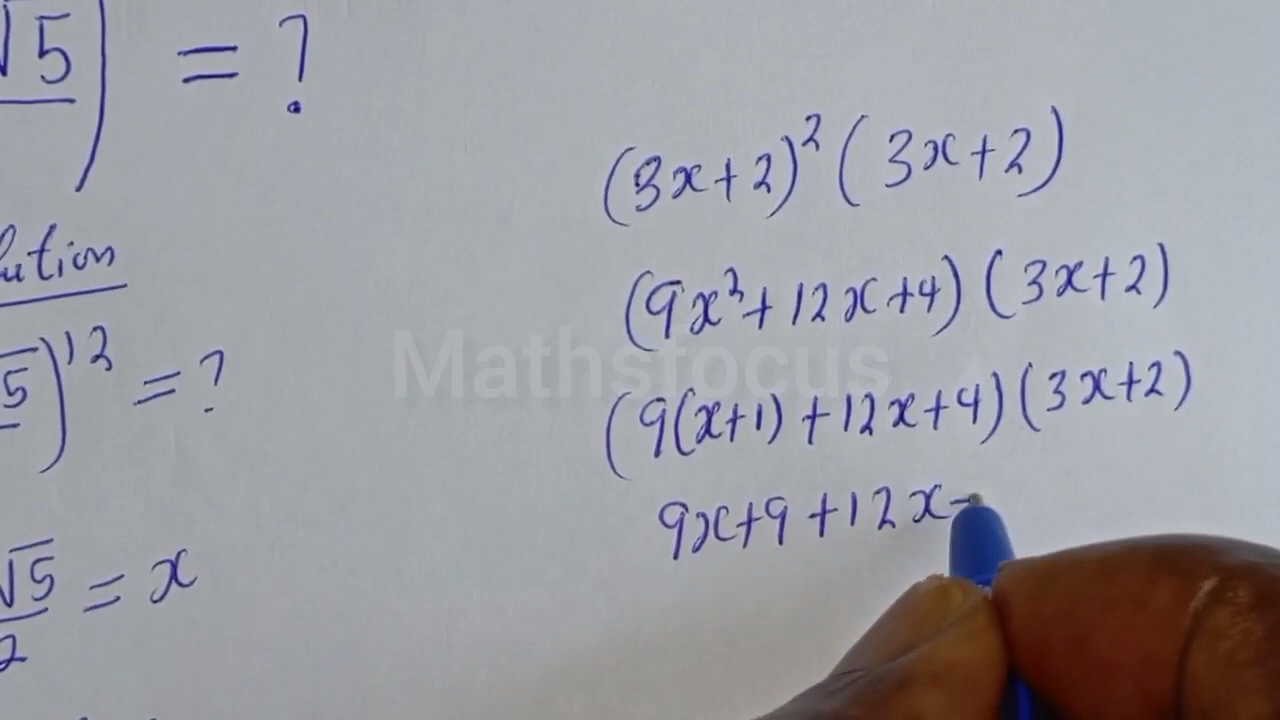 √5) = ?
lution
√5)¹² = ?
√5/2 = x
(3x+2)²(3x+2)
(9x²+12x+4)(3x+2)
(9(x+1)+12x+4)(3x+2)
9x+9+12x
Mathsfocus